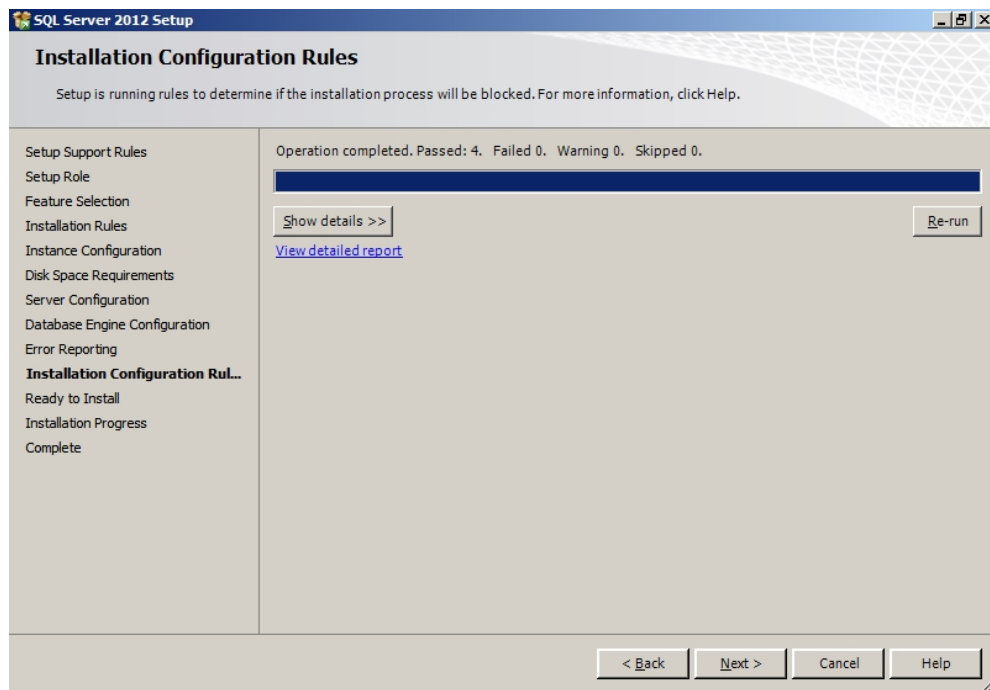 SQL Server 2012 Setup
Installation Configuration Rules
Setup is running rules to determine if the installation process will be blocked. For more information, click Help.
Setup Support Rules
Setup Role
Feature Selection
Installation Rules
Instance Configuration
Disk Space Requirements
Server Configuration
Database Engine Configuration
Error Reporting
Installation Configuration Rul...
Ready to Install
Installation Progress
Complete
Operation completed. Passed: 4. Failed 0. Warning 0. Skipped 0.
Show details >>
Re-run
View detailed report
< Back
Next >
Cancel
Help